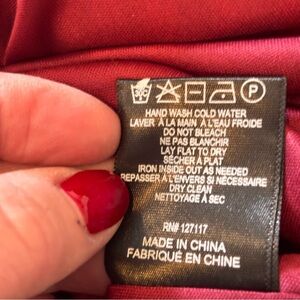 30C P
HAND WASH COLD WATER
LAVER À LA MAIN À L'EAU FROIDE
DO NOT BLEACH
NE PAS BLANCHIR
LAY FLAT TO DRY
SÉCHER À PLAT
IRON INSIDE OUT AS NEEDED
REPASSER À L'ENVERS SI NÉCESSAIRE
DRY CLEAN
NETTOYAGE À SEC
RN# 127117
MADE IN CHINA
FABRIQUÉ EN CHINE